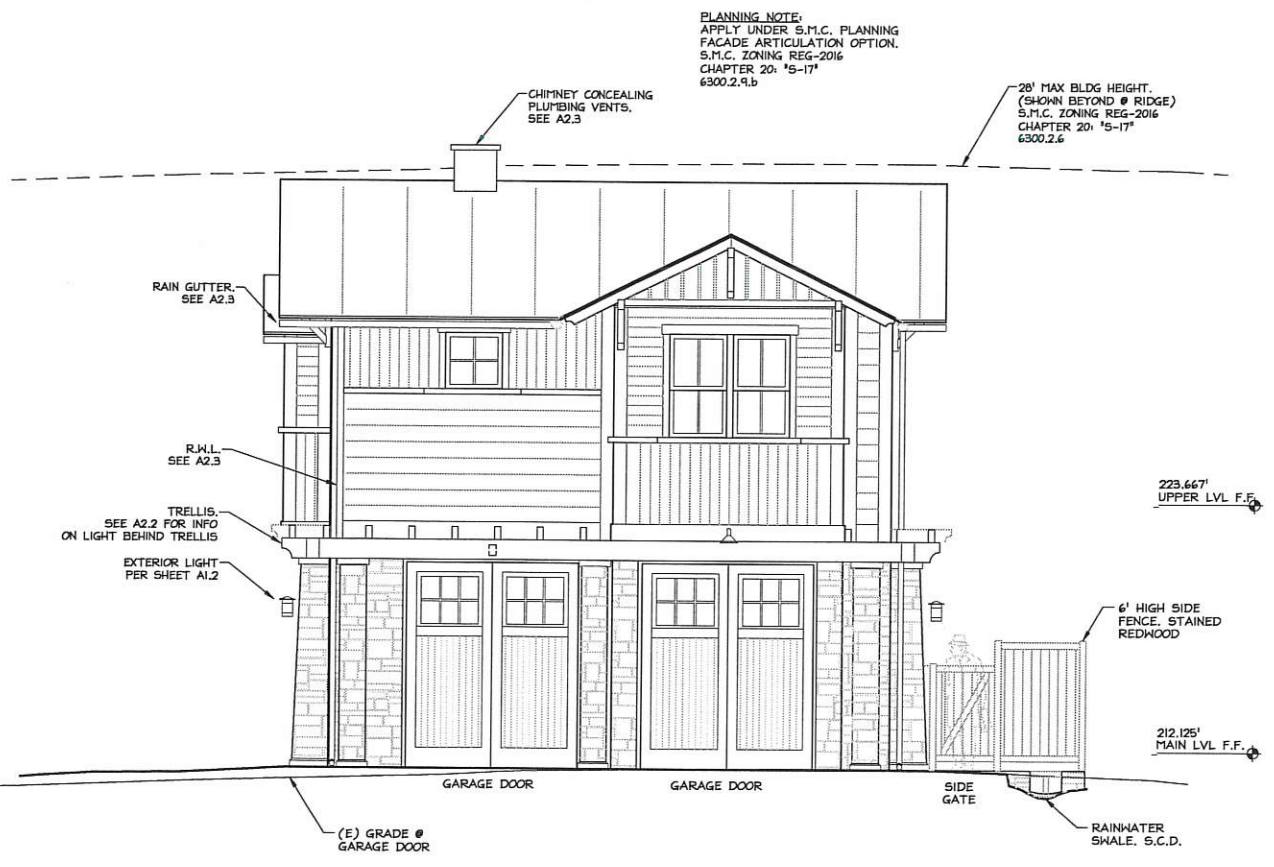 PLANNING NOTE:
APPLY UNDER S.M.C. PLANNING
FACADE ARTICULATION OPTION.
S.M.C. ZONING REG-2016
CHAPTER 20: "S-17"
6300.2.9.b
CHIMNEY CONCEALING
PLUMBING VENTS.
SEE A2.3
28' MAX BLDG HEIGHT.
(SHOWN BEYOND @ RIDGE)
S.M.C. ZONING REG-2016
CHAPTER 20: "S-17"
6300.2.6
RAIN GUTTER.
SEE A2.3
R.W.L.
SEE A2.3
TRELLIS.
SEE A2.2 FOR INFO
ON LIGHT BEHIND TRELLIS
EXTERIOR LIGHT
PER SHEET A1.2
223.667'
UPPER LVL F.F.
6' HIGH SIDE
FENCE. STAINED
REDWOOD
212.125'
MAIN LVL F.F.
GARAGE DOOR
GARAGE DOOR
SIDE
GATE
(E) GRADE @
GARAGE DOOR
RAINWATER
SWALE. S.C.D.